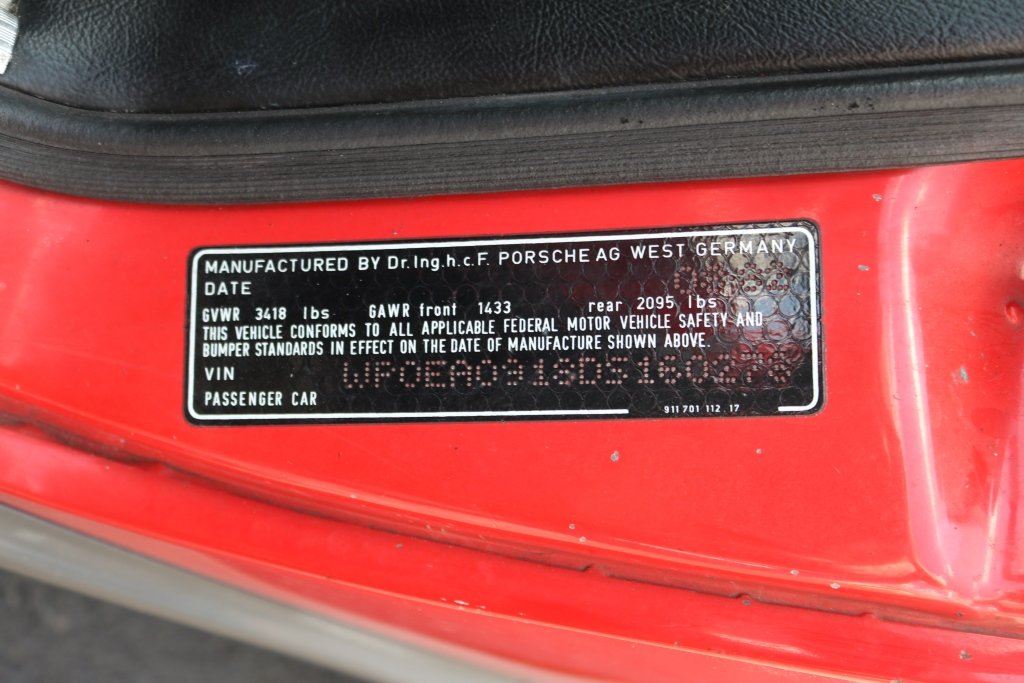 MANUFACTURED BY Dr.Ing.h.c.F. PORSCHE AG WEST GERMANY
DATE
GVWR 3418 lbs GAWR front 1433 rear 2095 lbs
THIS VEHICLE CONFORMS TO ALL APPLICABLE FEDERAL MOTOR VEHICLE SAFETY AND
BUMPER STANDARDS IN EFFECT ON THE DATE OF MANUFACTURE SHOWN ABOVE.
VIN WP0EA0918DS160278
PASSENGER CAR
911 701 112.17